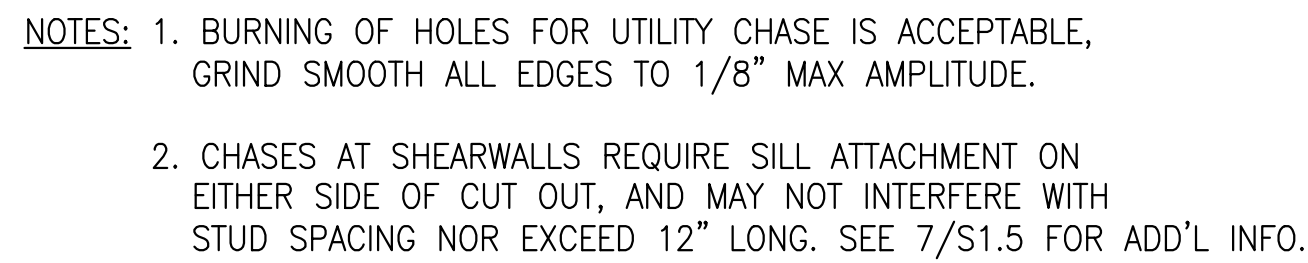 NOTES: 1. BURNING OF HOLES FOR UTILITY CHASE IS ACCEPTABLE,
GRIND SMOOTH ALL EDGES TO 1/8” MAX AMPLITUDE.
2. CHASES AT SHEARWALLS REQUIRE SILL ATTACHMENT ON
EITHER SIDE OF CUT OUT, AND MAY NOT INTERFERE WITH
STUD SPACING NOR EXCEED 12” LONG. SEE 7/S1.5 FOR ADD’L INFO.